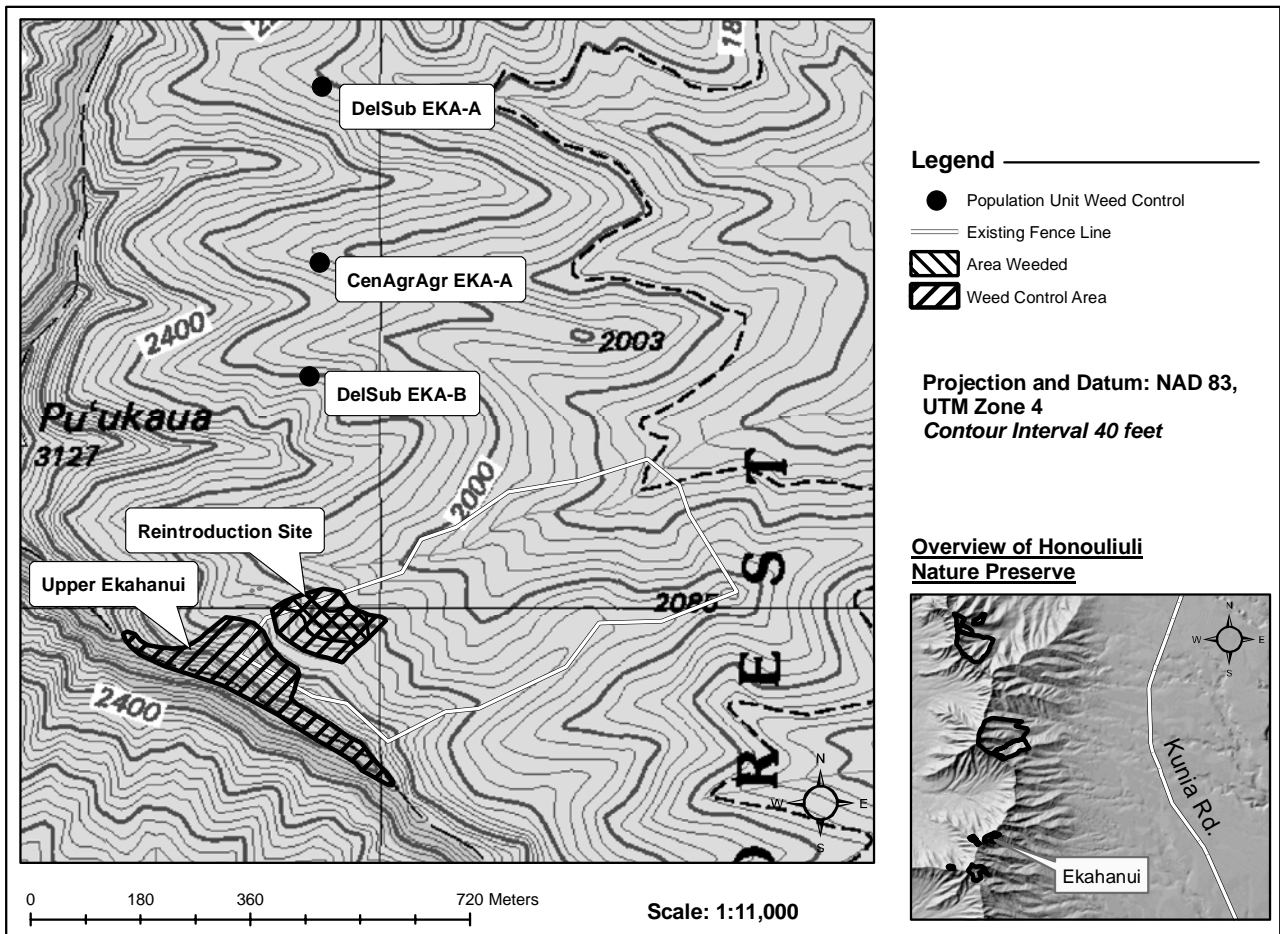 18
DelSub EKA-A
CenAgrAgr EKA-A
2003
2400
DelSub EKA-B
Pu'ukaua
3127
2000
T
Reintroduction Site
S
Upper Ekahanui
2085
E
2400
R
N
W E
S
0 180 360 720 Meters
Scale: 1:11,000
Legend
Population Unit Weed Control
Existing Fence Line
Area Weeded
Weed Control Area
Projection and Datum: NAD 83,
UTM Zone 4
Contour Interval 40 feet
Overview of Honouliuli
Nature Preserve
N
W E
S
Kunia Rd.
Ekahanui